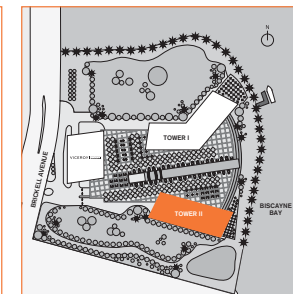 N
TOWER I
VICEROY
BRICKELL AVENUE
TOWER II
BISCAYNE
BAY